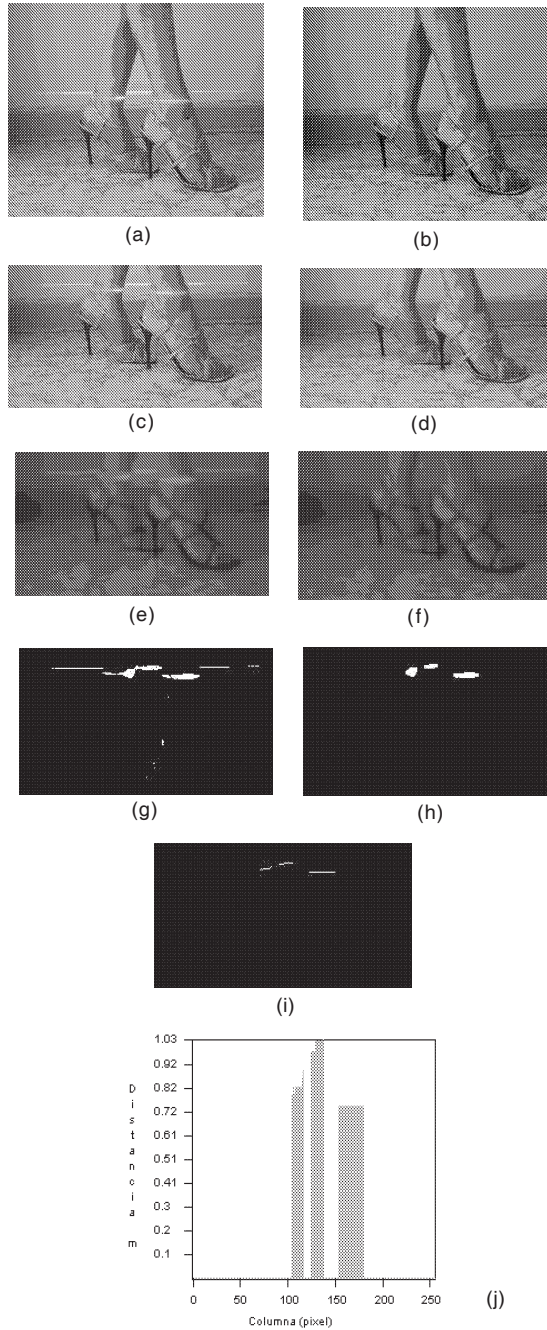 (a)
(b)
(c)
(d)
(e)
(f)
(g)
(h)
(i)
1.03
0.92
0.82
0.72
0.61
0.51
0.41
0.3
0.2
0.1
Distancia m
0 50 100 150 200 250
Columna (pixel)
(j)